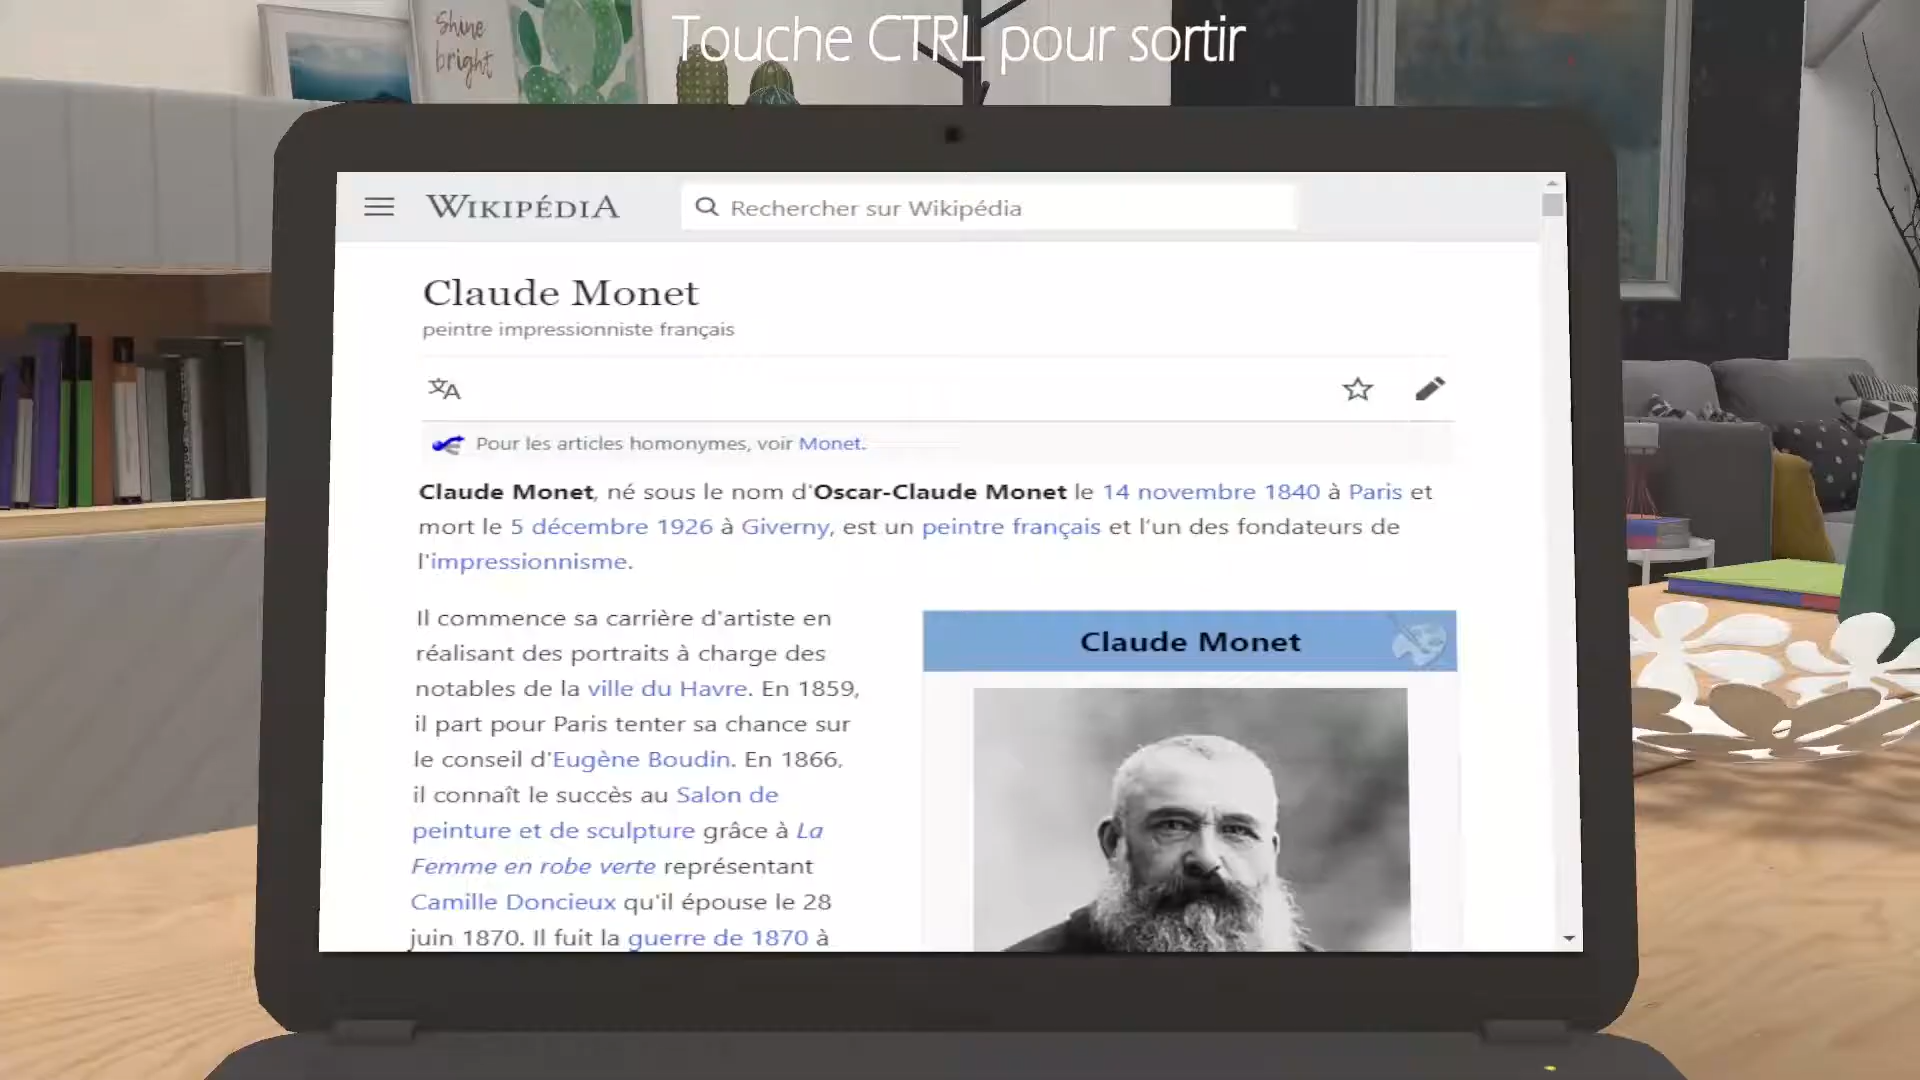 Shine
bright
Touche CTRL pour sortir
WIKIPÉDIA
Rechercher sur Wikipédia
Claude Monet
peintre impressionniste français
Pour les articles homonymes, voir Monet.
Claude Monet, né sous le nom d'Oscar-Claude Monet le 14 novembre 1840 à Paris et
mort le 5 décembre 1926 à Giverny, est un peintre français et l'un des fondateurs de
l'impressionnisme.
Il commence sa carrière d'artiste en
réalisant des portraits à charge des
notables de la ville du Havre. En 1859,
il part pour Paris tenter sa chance sur
le conseil d'Eugène Boudin. En 1866,
il connaît le succès au Salon de
peinture et de sculpture grâce à La
Femme en robe verte représentant
Camille Doncieux qu'il épouse le 28
juin 1870. Il fuit la guerre de 1870 à
Claude Monet